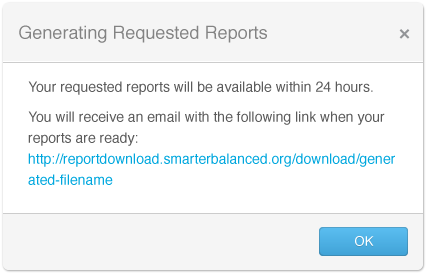 Generating Requested Reports ×
Your requested reports will be available within 24 hours.
You will receive an email with the following link when your
reports are ready:
http://reportdownload.smarterbalanced.org/download/gener
ated-filename
OK